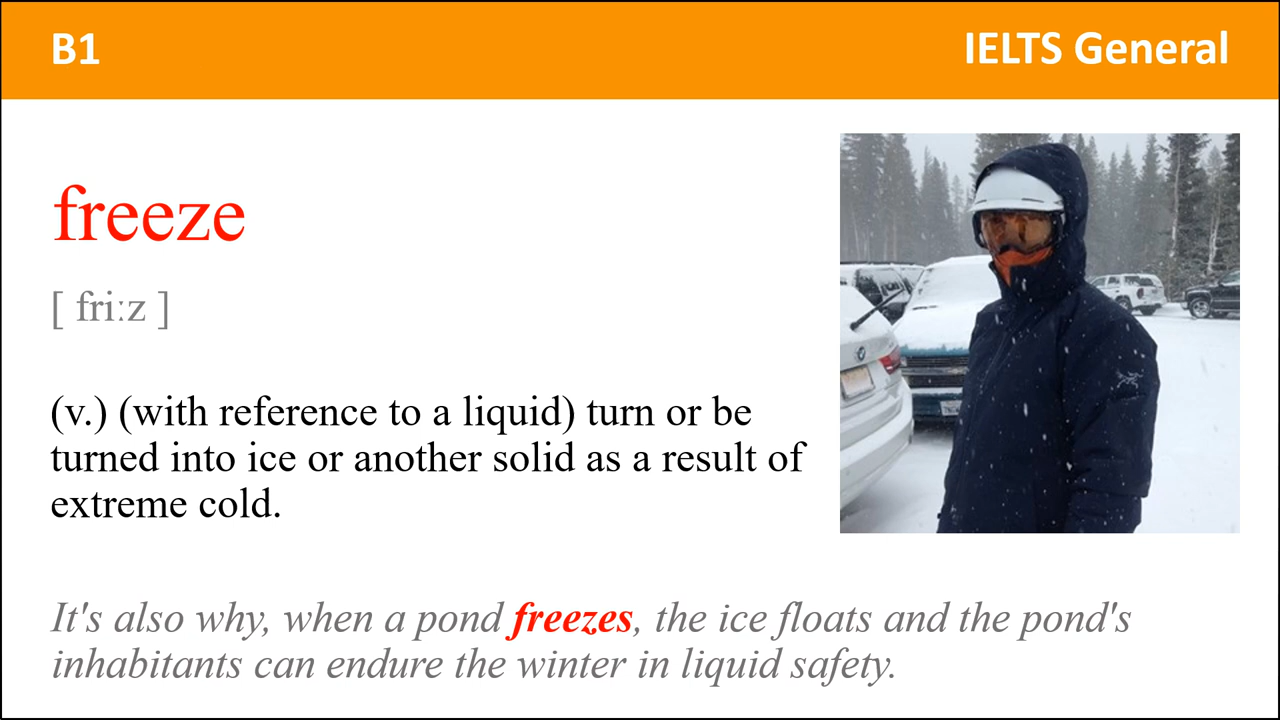 B1
IELTS General
freeze
[ fri:z ]
(v.) (with reference to a liquid) turn or be
turned into ice or another solid as a result of
extreme cold.
It's also why, when a pond freezes, the ice floats and the pond's
inhabitants can endure the winter in liquid safety.